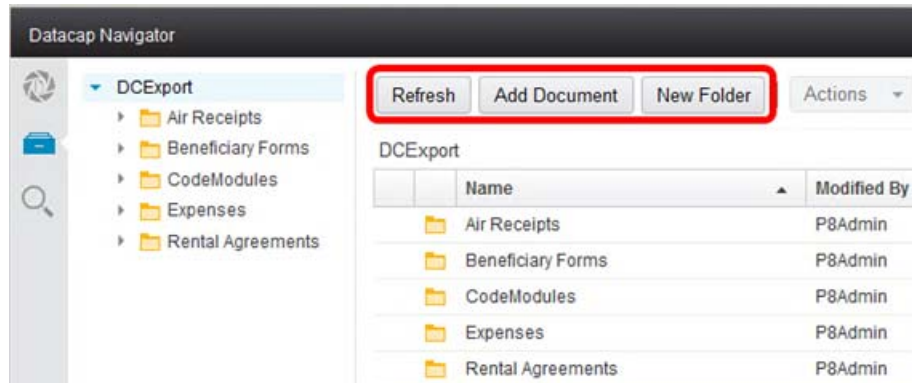 Datacap Navigator
DCExport
Air Receipts
Beneficiary Forms
CodeModules
Expenses
Rental Agreements
Refresh Add Document New Folder Actions
DCExport
Name Modified By
Air Receipts P8Admin
Beneficiary Forms P8Admin
CodeModules P8Admin
Expenses P8Admin
Rental Agreements P8Admin